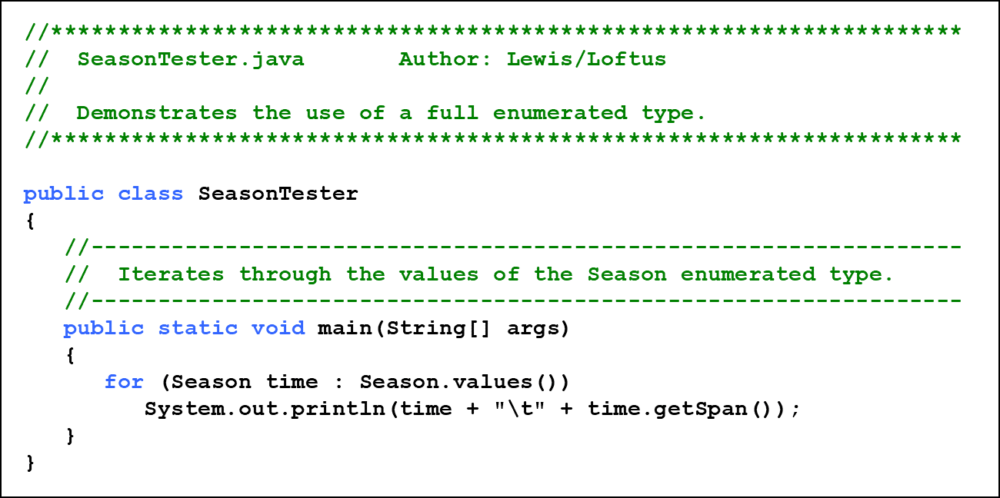 //********************************************************************
//  SeasonTester.java       Author: Lewis/Loftus
//
//  Demonstrates the use of a full enumerated type.
//********************************************************************

public class SeasonTester
{
   //-----------------------------------------------------------------
   //  Iterates through the values of the Season enumerated type.
   //-----------------------------------------------------------------
   public static void main(String[] args)
   {
      for (Season time : Season.values())
         System.out.println(time + "\t" + time.getSpan());
   }
}